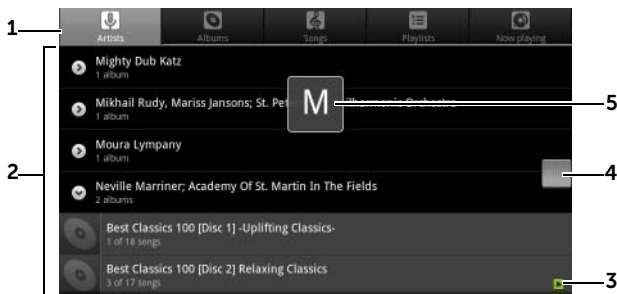 Artists Albums Songs Playlists Now playing
1
Mighty Dub Katz
1 album
Mikhail Rudy, Mariss Jansons; St. Pet M ilharmonic Orchestra
5
1 album
Moura Lympany
1 album
2
4
Neville Marriner; Academy Of St. Martin In The Fields
2 albums
Best Classics 100 [Disc 1] -Uplifting Classics-
1 of 18 songs
Best Classics 100 [Disc 2] Relaxing Classics
3 of 17 songs
3